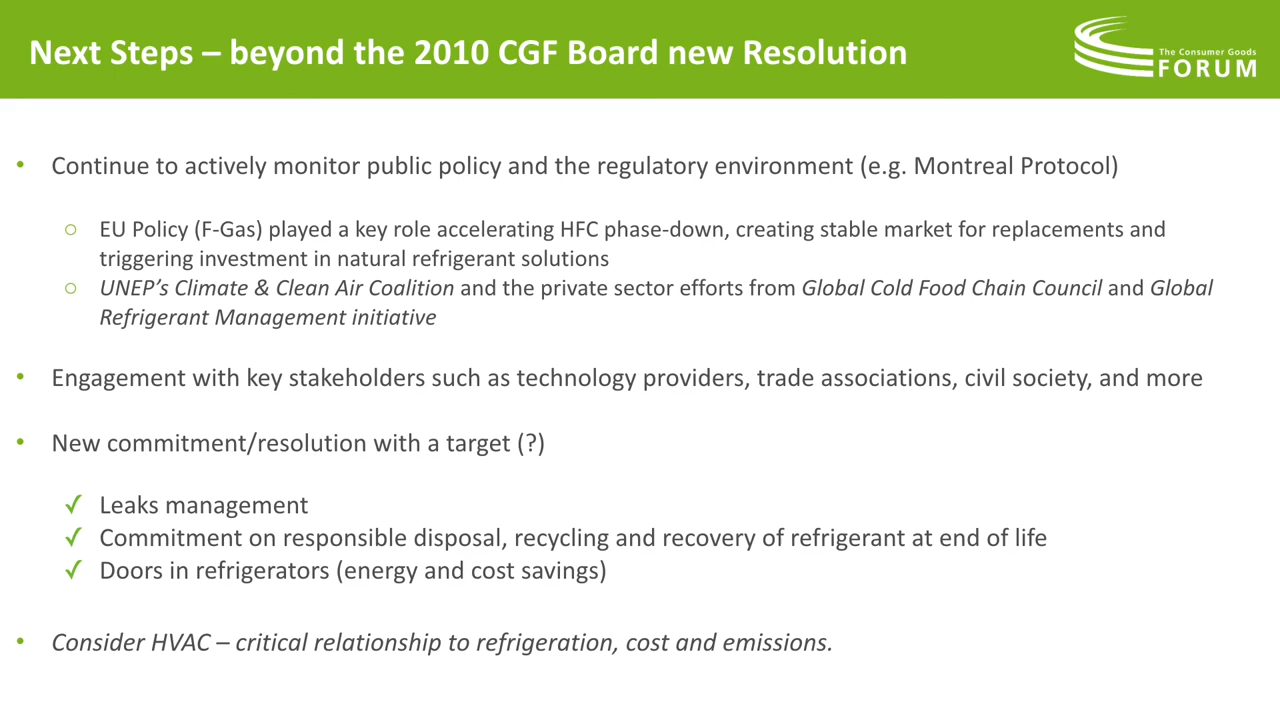 Next Steps – beyond the 2010 CGF Board new Resolution
The Consumer Goods
FORUM
• Continue to actively monitor public policy and the regulatory environment (e.g. Montreal Protocol)
○ EU Policy (F-Gas) played a key role accelerating HFC phase-down, creating stable market for replacements and
triggering investment in natural refrigerant solutions
○ UNEP’s Climate & Clean Air Coalition and the private sector efforts from Global Cold Food Chain Council and Global
Refrigerant Management initiative
• Engagement with key stakeholders such as technology providers, trade associations, civil society, and more
• New commitment/resolution with a target (?)
✓ Leaks management
✓ Commitment on responsible disposal, recycling and recovery of refrigerant at end of life
✓ Doors in refrigerators (energy and cost savings)
• Consider HVAC – critical relationship to refrigeration, cost and emissions.